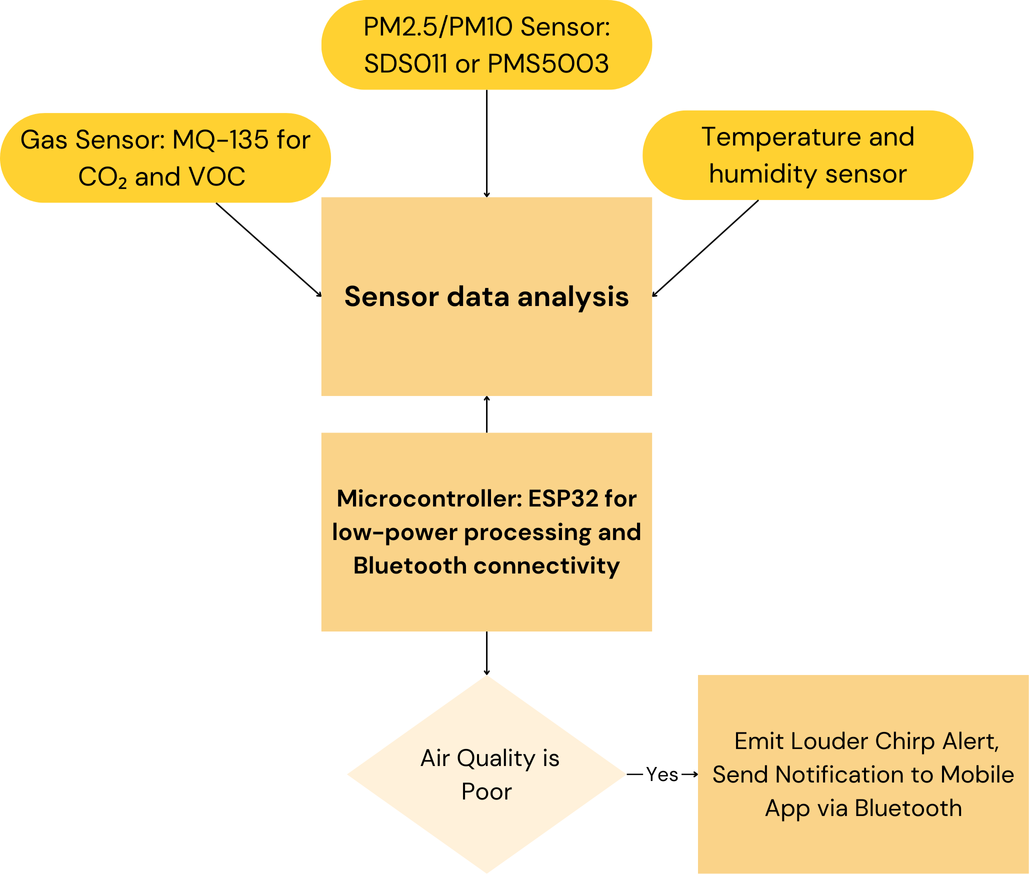 PM2.5/PM10 Sensor:
SDS011 or PMS5003
Gas Sensor: MQ-135 for
CO₂ and VOC
Temperature and
humidity sensor
Sensor data analysis
Microcontroller: ESP32 for
low-power processing and
Bluetooth connectivity
Air Quality is
Poor
Yes
Emit Louder Chirp Alert,
Send Notification to Mobile
App via Bluetooth